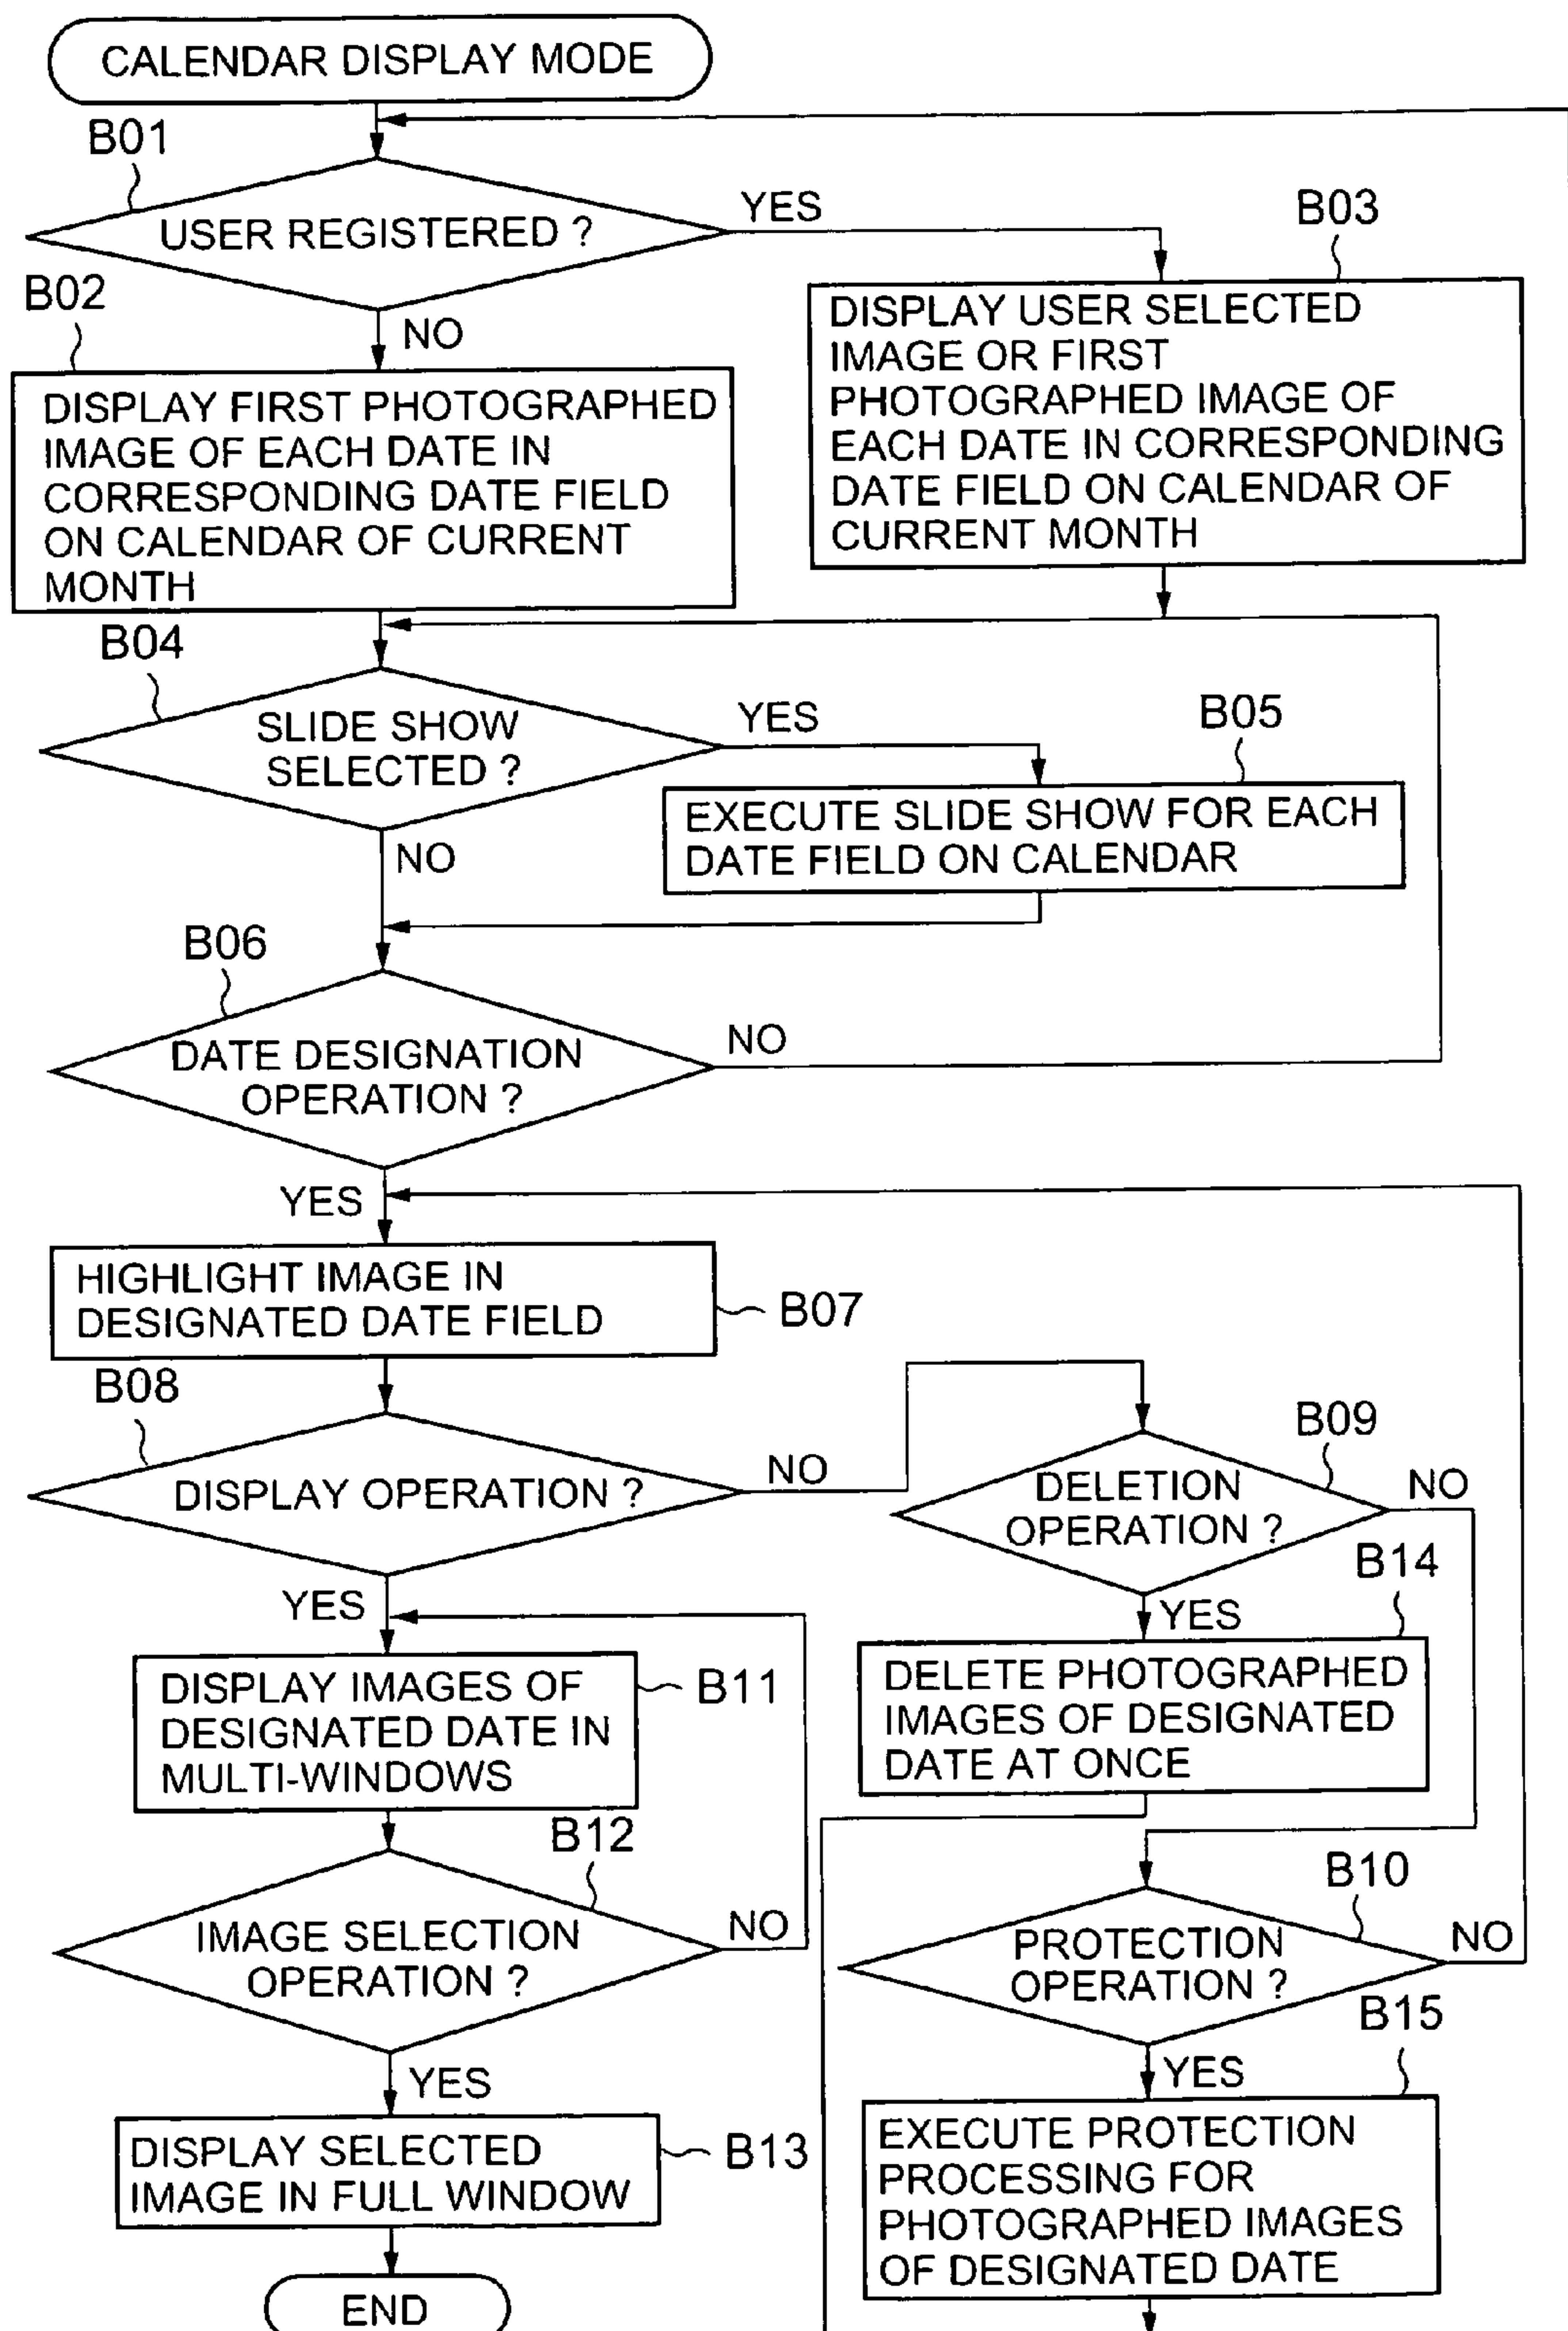 CALENDAR DISPLAY MODE
B01
USER REGISTERED ?
YES
NO
B03
DISPLAY USER SELECTED
IMAGE OR FIRST
PHOTOGRAPHED IMAGE OF
EACH DATE IN CORRESPONDING
DATE FIELD ON CALENDAR OF
CURRENT MONTH
B02
DISPLAY FIRST PHOTOGRAPHED
IMAGE OF EACH DATE IN
CORRESPONDING DATE FIELD
ON CALENDAR OF CURRENT
MONTH
B04
SLIDE SHOW
SELECTED ?
YES
NO
B05
EXECUTE SLIDE SHOW FOR EACH
DATE FIELD ON CALENDAR
B06
DATE DESIGNATION
OPERATION ?
NO
YES
HIGHLIGHT IMAGE IN
DESIGNATED DATE FIELD
B07
B08
DISPLAY OPERATION ?
NO
YES
B09
DELETION
OPERATION ?
NO
YES
B14
DELETE PHOTOGRAPHED
IMAGES OF DESIGNATED
DATE AT ONCE
DISPLAY IMAGES OF
DESIGNATED DATE IN
MULTI-WINDOWS
B11
B12
IMAGE SELECTION
OPERATION ?
NO
YES
B10
PROTECTION
OPERATION ?
NO
YES
B15
EXECUTE PROTECTION
PROCESSING FOR
PHOTOGRAPHED IMAGES
OF DESIGNATED DATE
DISPLAY SELECTED
IMAGE IN FULL WINDOW
B13
END